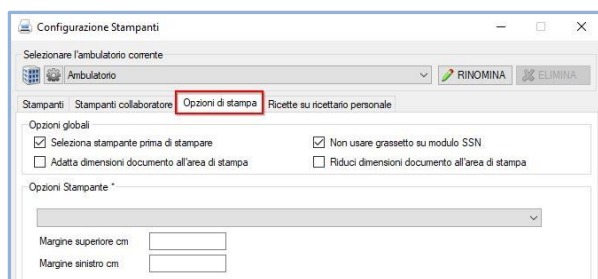 Configurazione Stampanti
Selezionare l'ambulatorio corrente
Ambulatorio RINOMINA ELIMINA
Stampanti Stampanti collaboratore Opzioni di stampa Ricette su ricettario personale
Opzioni globali
Seleziona stampante prima di stampare Non usare grassetto su modulo SSN
Adatta dimensioni documento all'area di stampa Riduci dimensioni documento all'area di stampa
Opzioni Stampante *
Margine superiore cm
Margine sinistro cm